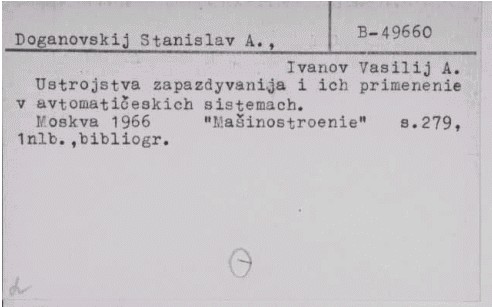 Doganovskij Stanislav A., B-49660
Ivanov Vasilij A.
Ustrojstva zapazdyvanija i ich primenenie
v avtomatičeskich sistemach.
Moskva 1966 "Mašinostroenie" s.279,
1nlb.,bibliogr.